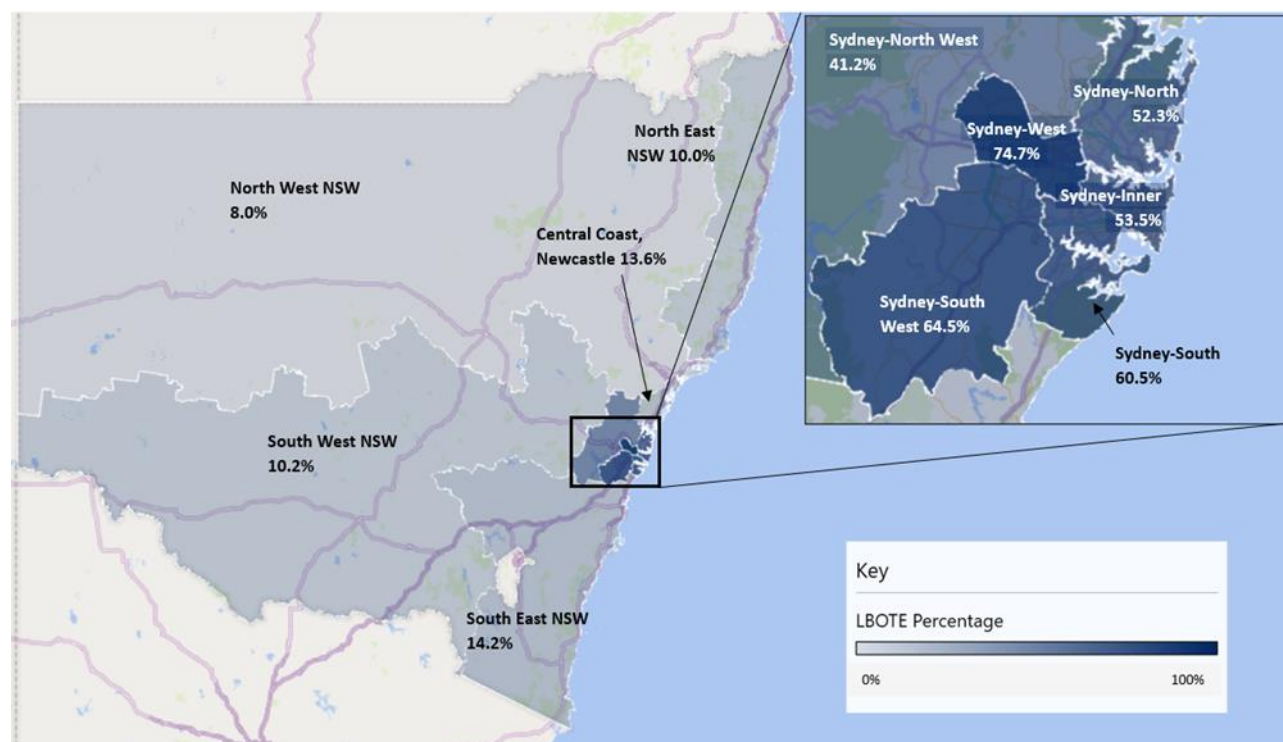 North West NSW
8.0%
North East
NSW 10.0%
Central Coast,
Newcastle 13.6%
South West NSW
10.2%
South East NSW
14.2%
Sydney-North West
41.2%
Sydney-North
52.3%
Sydney-West
74.7%
Sydney-Inner
53.5%
Sydney-South
West 64.5%
Sydney-South
60.5%
Key
LBOTE Percentage
0% 100%